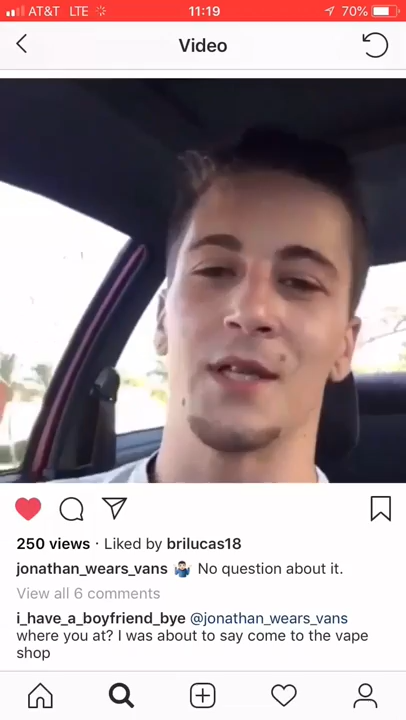 AT&T LTE 11:19 70%
Video
250 views · Liked by brilucas18
jonathan_wears_vans 🤷🏻‍♂️ No question about it.
View all 6 comments
i_have_a_boyfriend_bye @jonathan_wears_vans
where you at? I was about to say come to the vape
shop